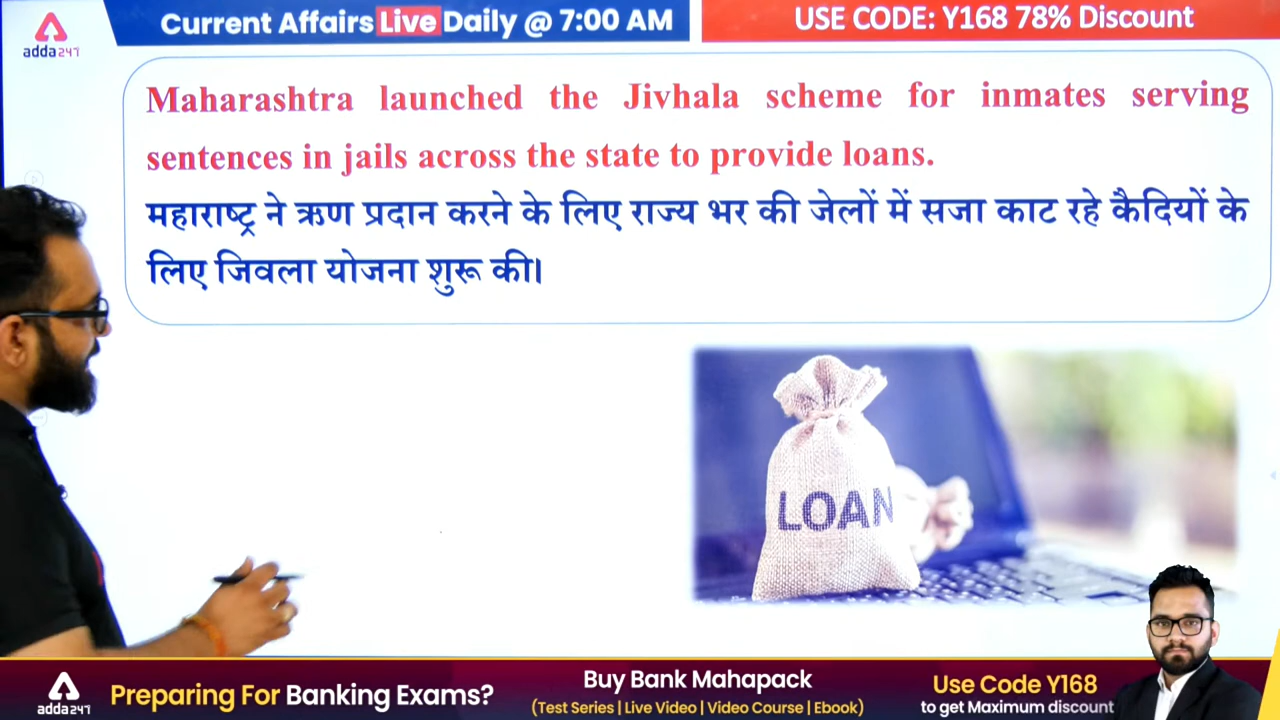 adda247
Current Affairs Live Daily @ 7:00 AM
USE CODE: Y168 78% Discount
Maharashtra launched the Jivhala scheme for inmates serving
sentences in jails across the state to provide loans.
महाराष्ट्र ने ऋण प्रदान करने के लिए राज्य भर की जेलों में सजा काट रहे कैदियों के
लिए जिवला योजना शुरू की।
LOAN
adda247
Preparing For Banking Exams?
Buy Bank Mahapack
(Test Series | Live Video | Video Course | Ebook)
Use Code Y168
to get Maximum discount